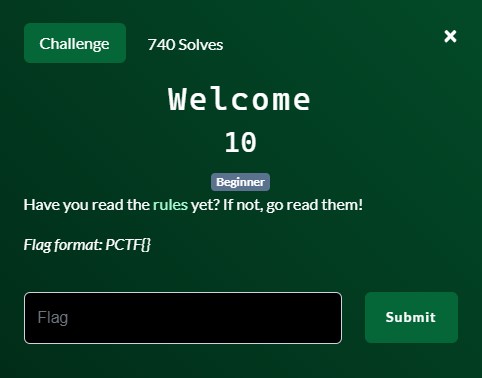 Challenge 740 Solves ×
Welcome
10
Beginner
Have you read the rules yet? If not, go read them!
Flag format: PCTF{}
Flag Submit